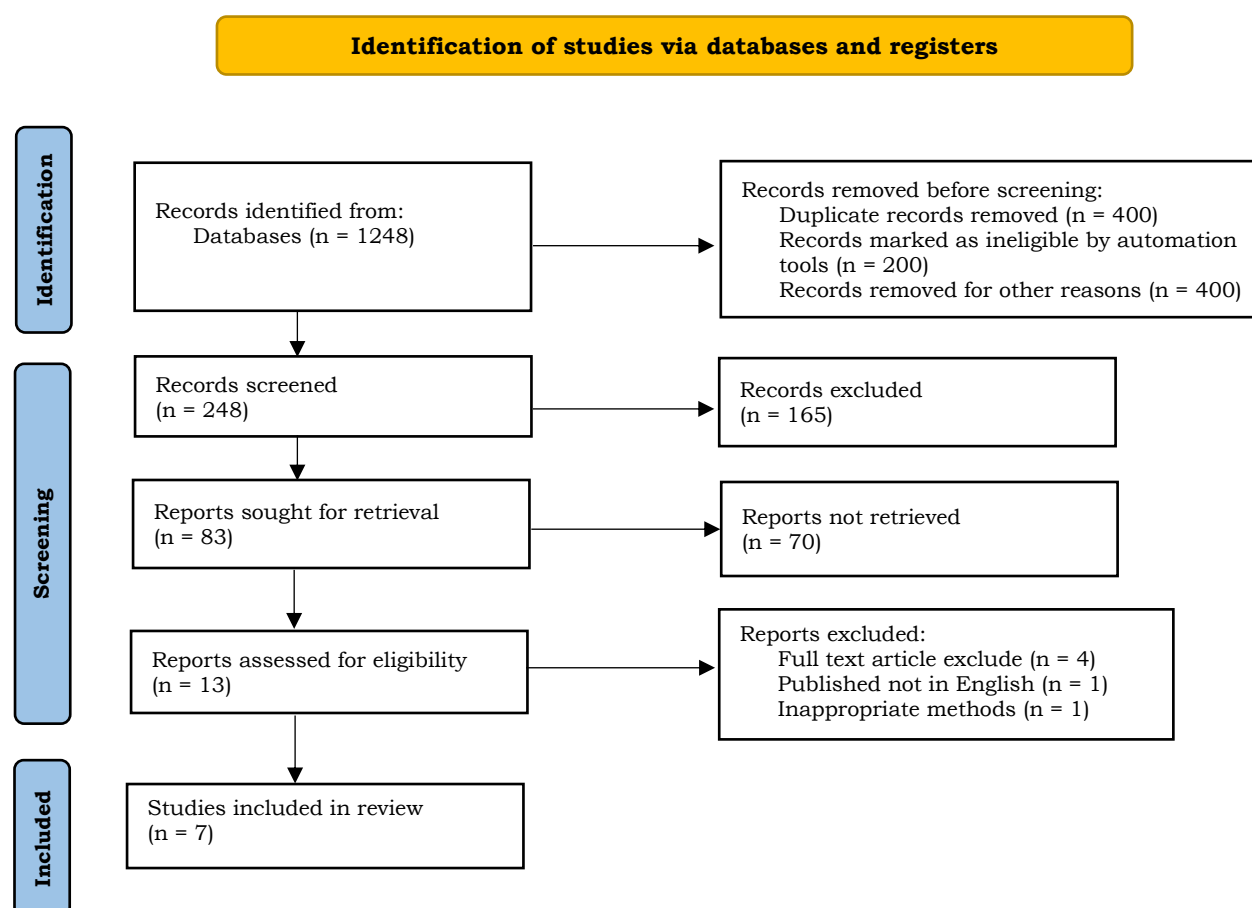 Identification of studies via databases and registers
Identification
Records identified from:
Databases (n = 1248)
Records removed before screening:
Duplicate records removed (n = 400)
Records marked as ineligible by automation
tools (n = 200)
Records removed for other reasons (n = 400)
Screening
Records screened
(n = 248)
Records excluded
(n = 165)
Reports sought for retrieval
(n = 83)
Reports not retrieved
(n = 70)
Reports assessed for eligibility
(n = 13)
Reports excluded:
Full text article exclude (n = 4)
Published not in English (n = 1)
Inappropriate methods (n = 1)
Included
Studies included in review
(n = 7)